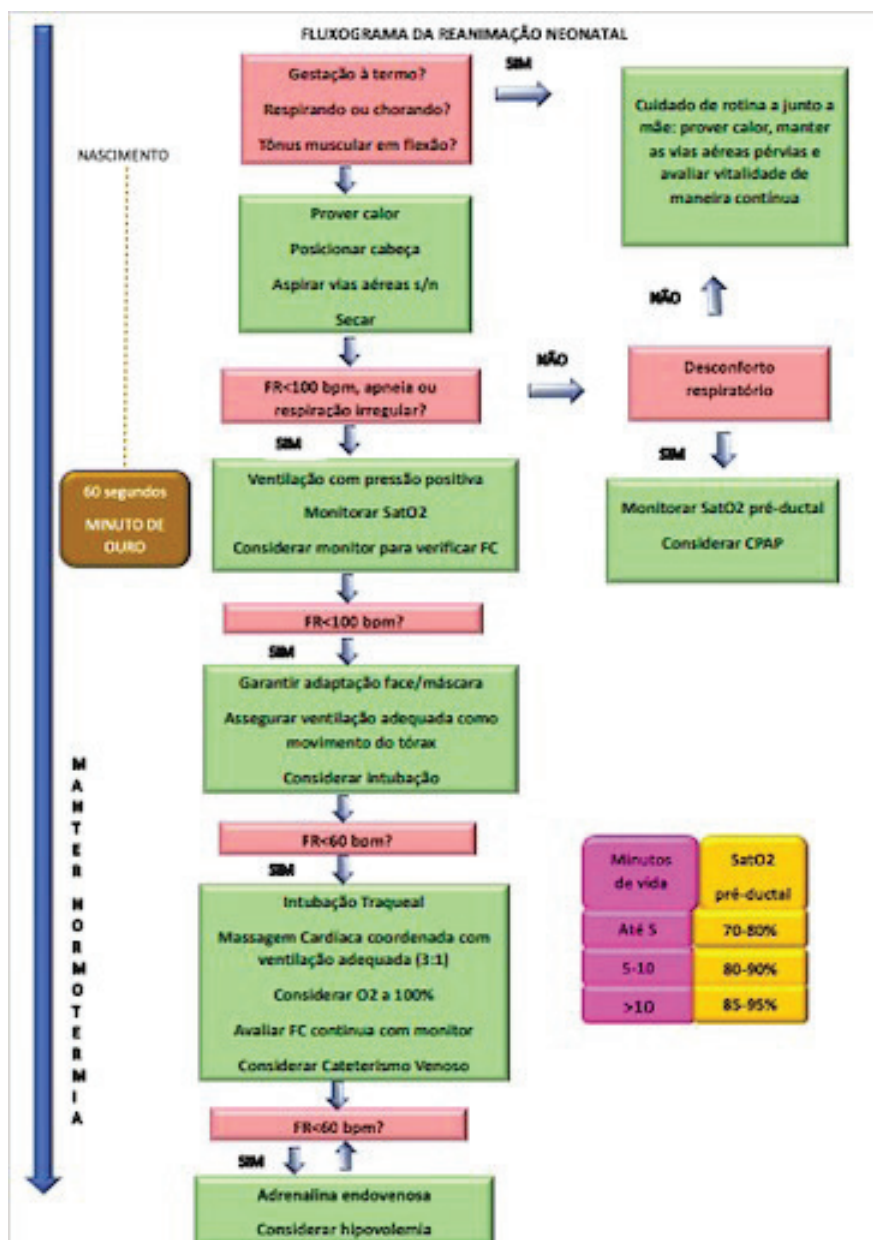 FLUXOGRAMA DA REANIMAÇÃO NEONATAL
Gestação à termo?
Respirando ou chorando?
Tônus muscular em flexão?
SIM
Cuidado de rotina a junto a
mãe: prover calor, manter
as vias aéreas pérvias e
avaliar vitalidade de
maneira contínua
NASCIMENTO
Prover calor
Posicionar cabeça
Aspirar vias aéreas s/n
Secar
NÃO
FR<100 bpm, apneia ou
respiração irregular?
NÃO
Desconforto
respiratório
SIM
SIM
60 segundos
MINUTO DE
OURO
Ventilação com pressão positiva
Monitorar SatO2
Considerar monitor para verificar FC
Monitorar SatO2 pré-ductal
Considerar CPAP
FR<100 bpm?
SIM
Garantir adaptação face/máscara
Assegurar ventilação adequada como
movimento do tórax
Considerar intubação
FR<60 bpm?
SIM
Intubação Traqueal
Massagem Cardíaca coordenada com
ventilação adequada (3:1)
Considerar O2 a 100%
Avaliar FC continua com monitor
Considerar Cateterismo Venoso
Minutos de vida SatO2 pré-ductal
Até 5 70-80%
5-10 80-90%
>10 85-95%
MANTER NORMOTERMIA
FR<60 bpm?
SIM
Adrenalina endovenosa
Considerar hipovolemia